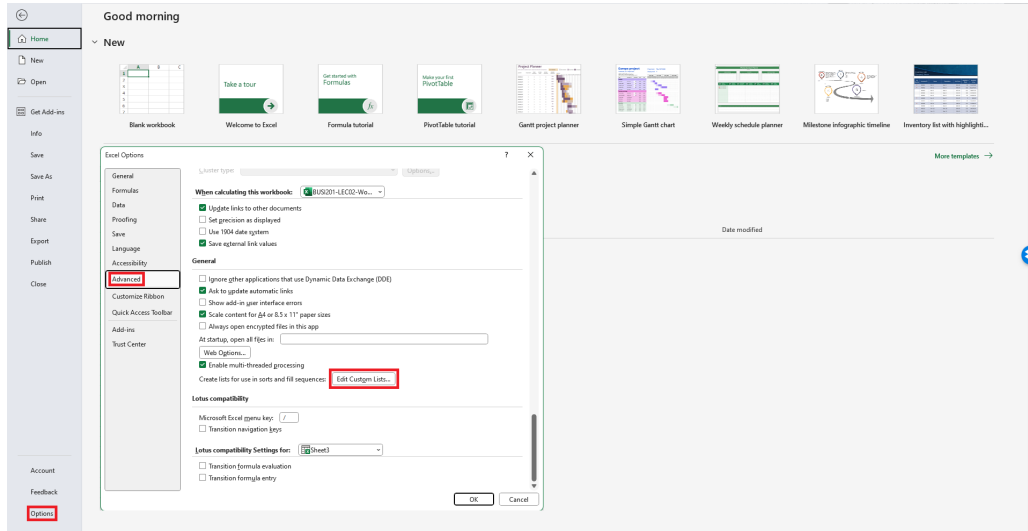 Good morning
Home
New
Open
Get Add-ins
Info
Save
Save As
Print
Share
Export
Publish
Close
Account
Feedback
Options
New
A B C
Take a tour
Get started with
Formulas
fx
Make your first
PivotTable
Blank workbook
Welcome to Excel
Formula tutorial
PivotTable tutorial
Gantt project planner
Simple Gantt chart
Weekly schedule planner
Milestone infographic timeline
Inventory list with highlighti...
More templates
Date modified
Excel Options
? ×
General
Formulas
Data
Proofing
Save
Language
Accessibility
Advanced
Customize Ribbon
Quick Access Toolbar
Add-ins
Trust Center
Options...
When calculating this workbook: BUSI201-LEC02-Wo...
Update links to other documents
Set precision as displayed
Use 1904 date system
Save external link values
General
Ignore other applications that use Dynamic Data Exchange (DDE)
Ask to update automatic links
Show add-in user interface errors
Scale content for A4 or 8.5 x 11" paper sizes
Always open encrypted files in this app
At startup, open all files in:
Web Options...
Enable multi-threaded processing
Create lists for use in sorts and fill sequences: Edit Custom Lists...
Lotus compatibility
Microsoft Excel menu key: /
Transition navigation keys
Lotus compatibility Settings for: Sheet3
Transition formula evaluation
Transition formula entry
OK Cancel